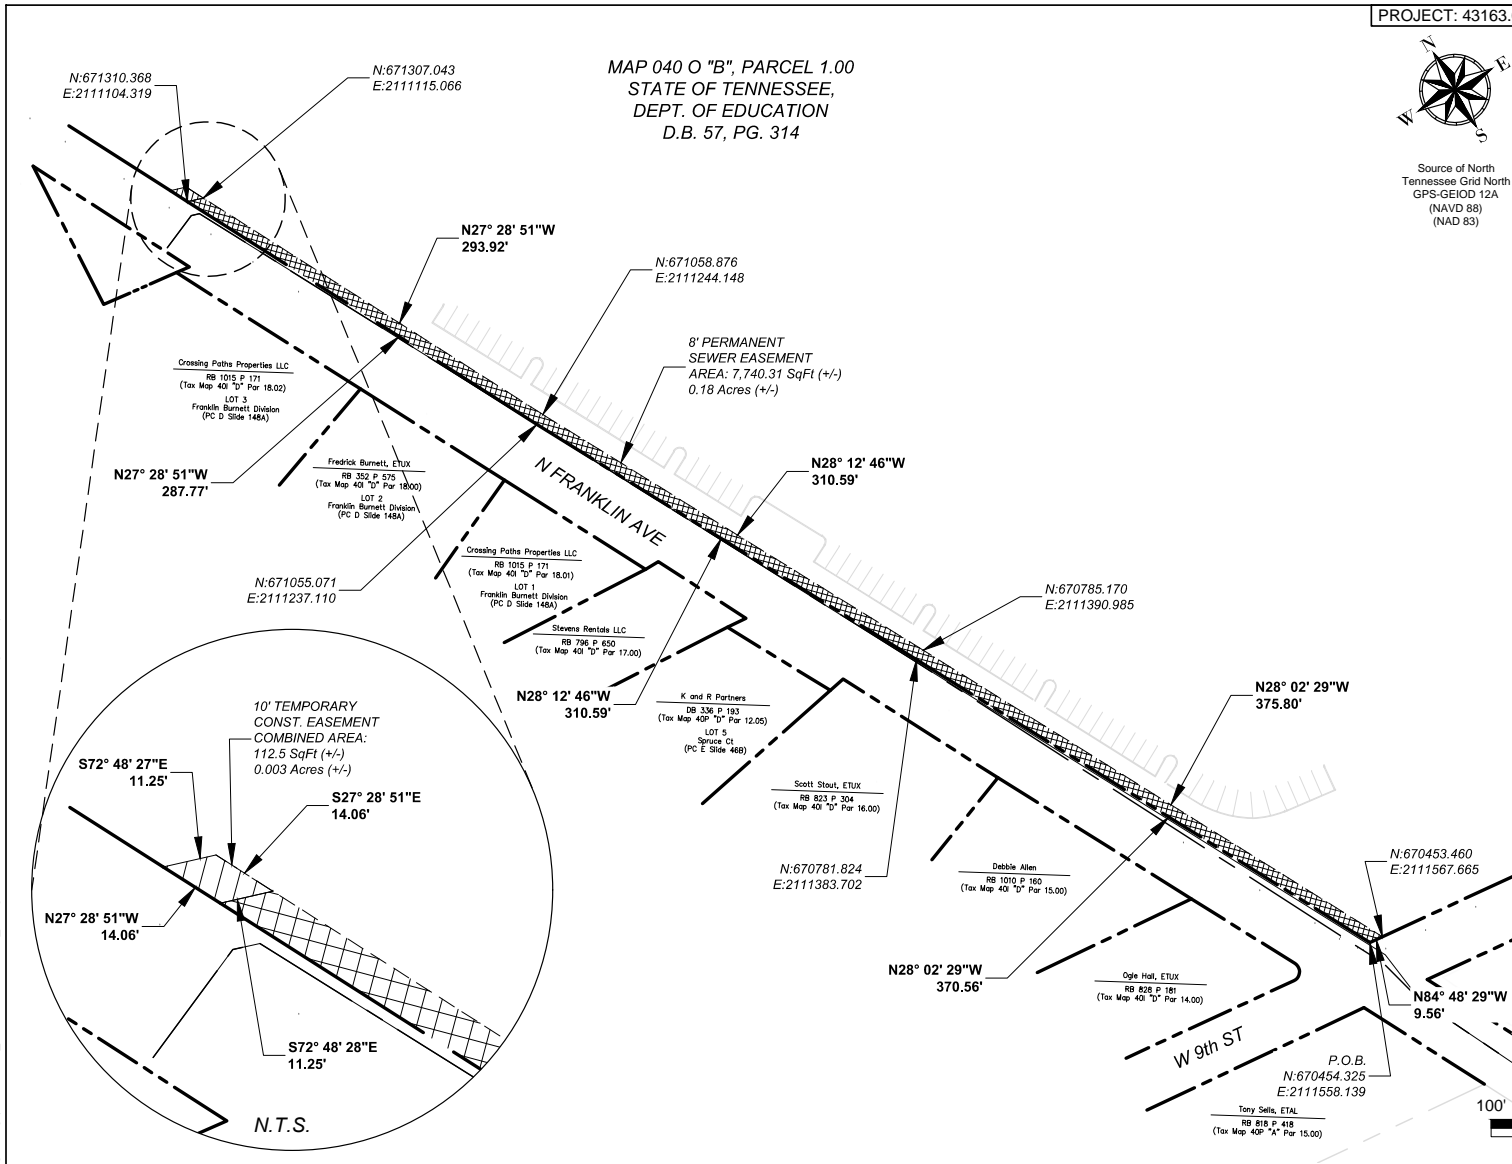 PROJECT: 43163.
MAP 040 O "B", PARCEL 1.00
STATE OF TENNESSEE,
DEPT. OF EDUCATION
D.B. 57, PG. 314
N
E
W
S
Source of North
Tennessee Grid North
GPS-GEIOD 12A
(NAVD 88)
(NAD 83)
N:671310.368
E:2111104.319
N:671307.043
E:2111115.066
N27° 28' 51"W
293.92'
N:671058.876
E:2111244.148
8' PERMANENT
SEWER EASEMENT
AREA: 7,740.31 SqFt (+/-)
0.18 Acres (+/-)
Crossing Paths Properties LLC
RB 1015 P 171
(Tax Map 40I "D" Par 18.02)
LOT 3
Franklin Burnett Division
(PC D Slide 148A)
N27° 28' 51"W
287.77'
Fredrick Burnett, ETUX
RB 352 P 575
(Tax Map 40I "D" Par 18.00)
LOT 2
Franklin Burnett Division
(PC D Slide 148A)
N FRANKLIN AVE
N28° 12' 46"W
310.59'
Crossing Paths Properties LLC
RB 1015 P 171
(Tax Map 40I "D" Par 18.01)
LOT 1
Franklin Burnett Division
(PC D Slide 148A)
N:671055.071
E:2111237.110
N:670785.170
E:2111390.985
Stevens Rentals LLC
RB 796 P 650
(Tax Map 40I "D" Par 17.00)
N28° 12' 46"W
310.59'
K and R Partners
DB 336 P 193
(Tax Map 40P "D" Par 12.05)
LOT 5
Spruce Ct
(PC E Slide 46B)
N28° 02' 29"W
375.80'
10' TEMPORARY
CONST. EASEMENT
COMBINED AREA:
112.5 SqFt (+/-)
0.003 Acres (+/-)
S72° 48' 27"E
11.25'
S27° 28' 51"E
14.06'
N27° 28' 51"W
14.06'
S72° 48' 28"E
11.25'
N.T.S.
Scott Stout, ETUX
RB 823 P 304
(Tax Map 40I "D" Par 16.00)
N:670781.824
E:2111383.702
Debbie Allen
RB 1010 P 160
(Tax Map 40I "D" Par 15.00)
N:670453.460
E:2111567.665
N28° 02' 29"W
370.56'
Ogle Hall, ETUX
RB 828 P 181
(Tax Map 40I "D" Par 14.00)
N84° 48' 29"W
9.56'
W 9th ST
P.O.B.
N:670454.325
E:2111558.139
Tony Sells, ETAL
RB 818 P 418
(Tax Map 40P "A" Par 15.00)
100'